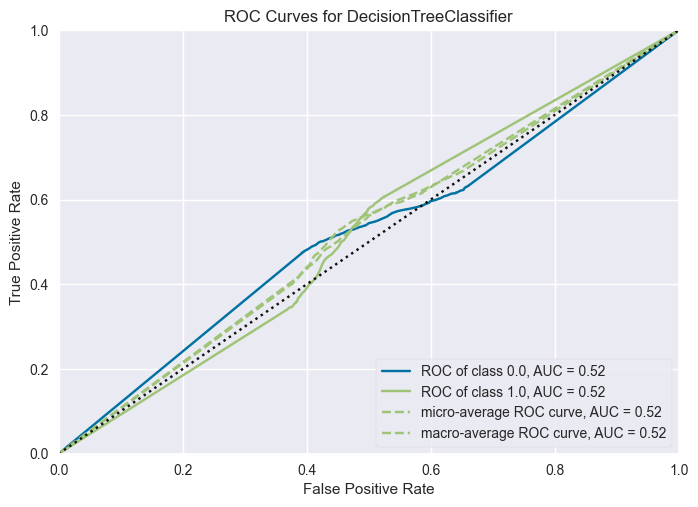 ROC Curves for DecisionTreeClassifier
1.0
0.8
0.6
0.4
0.2
0.0
True Positive Rate
ROC of class 0.0, AUC = 0.52
ROC of class 1.0, AUC = 0.52
micro-average ROC curve, AUC = 0.52
macro-average ROC curve, AUC = 0.52
0.0 0.2 0.4 0.6 0.8 1.0
False Positive Rate